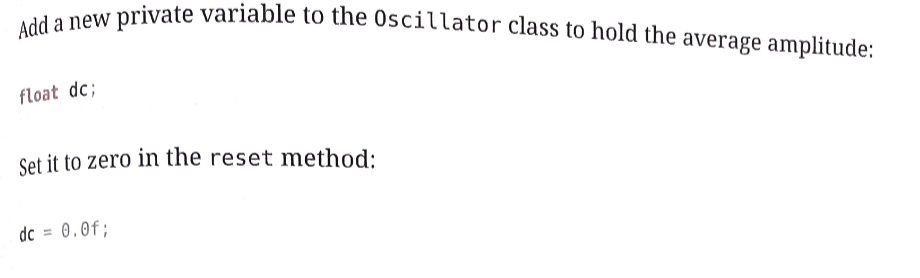 Add a new private variable to the Oscillator class to hold the average amplitude:
float dc;
Set it to zero in the reset method:
dc = 0.0f;